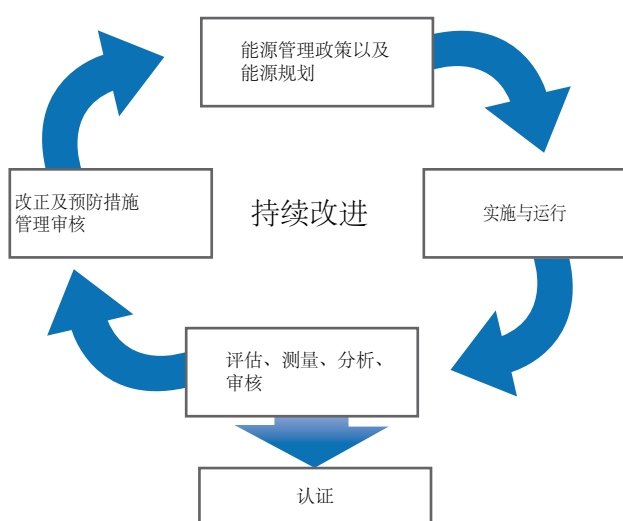 能源管理政策以及
能源规划
改正及预防措施
管理审核
持续改进
实施与运行
评估、测量、分析、
审核
认证